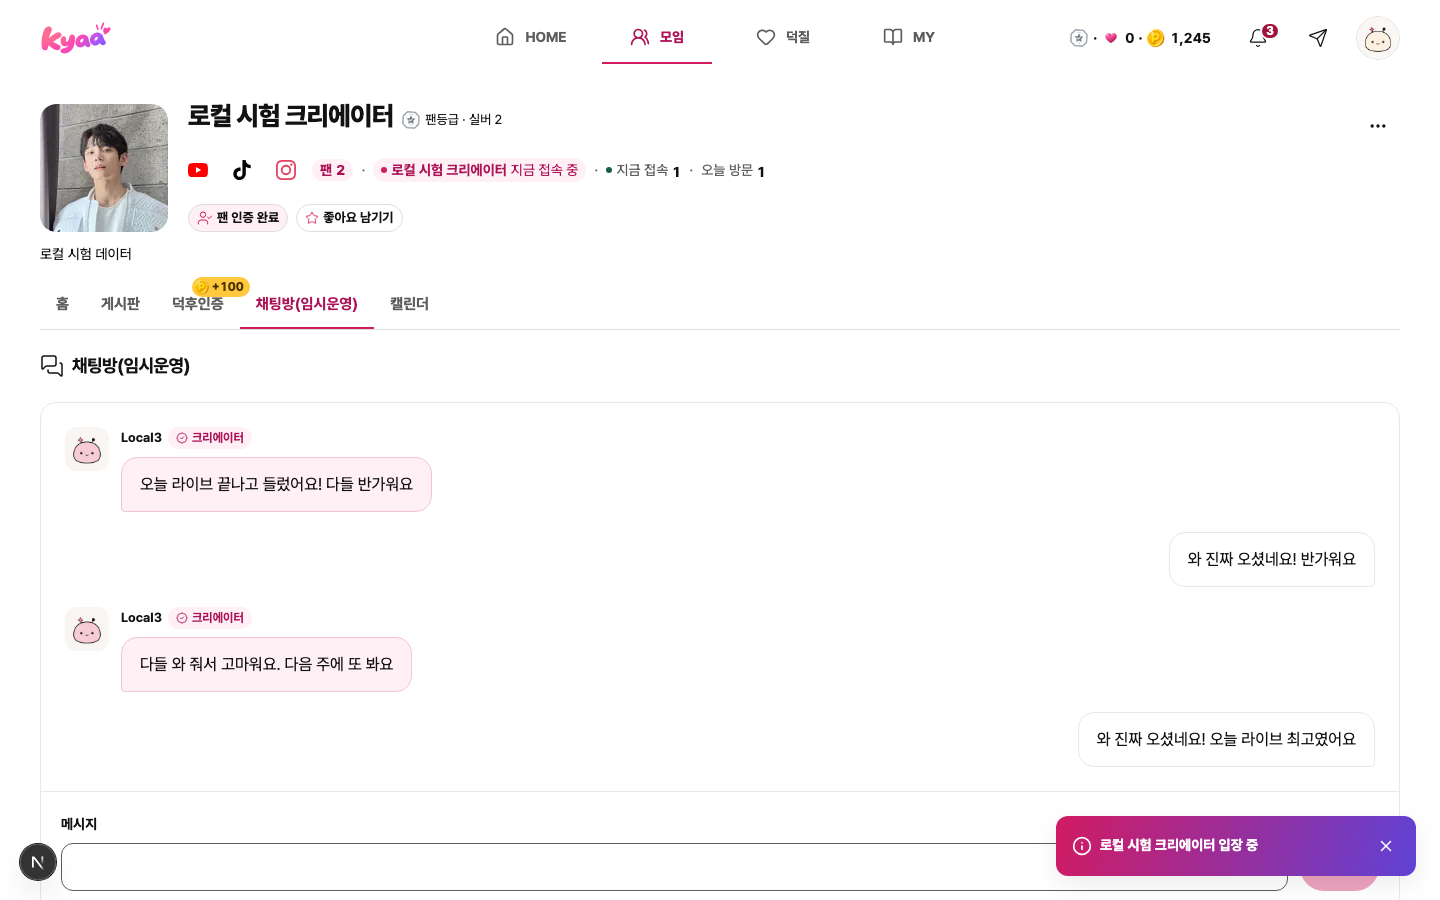 kyaa
HOME
모임
덕질
MY
· 0 · 1,245
3
로컬 시험 크리에이터 팬등급 · 실버 2
팬 2 · 로컬 시험 크리에이터 지금 접속 중 · 지금 접속 1 · 오늘 방문 1
팬 인증 완료
좋아요 남기기
로컬 시험 데이터
+100
홈
게시판
덕후인증
채팅방(임시운영)
캘린더
채팅방(임시운영)
Local3 크리에이터
오늘 라이브 끝나고 들렀어요! 다들 반가워요
와 진짜 오셨네요! 반가워요
Local3 크리에이터
다들 와 줘서 고마워요. 다음 주에 또 봐요
와 진짜 오셨네요! 오늘 라이브 최고였어요
메시지
로컬 시험 크리에이터 입장 중
N